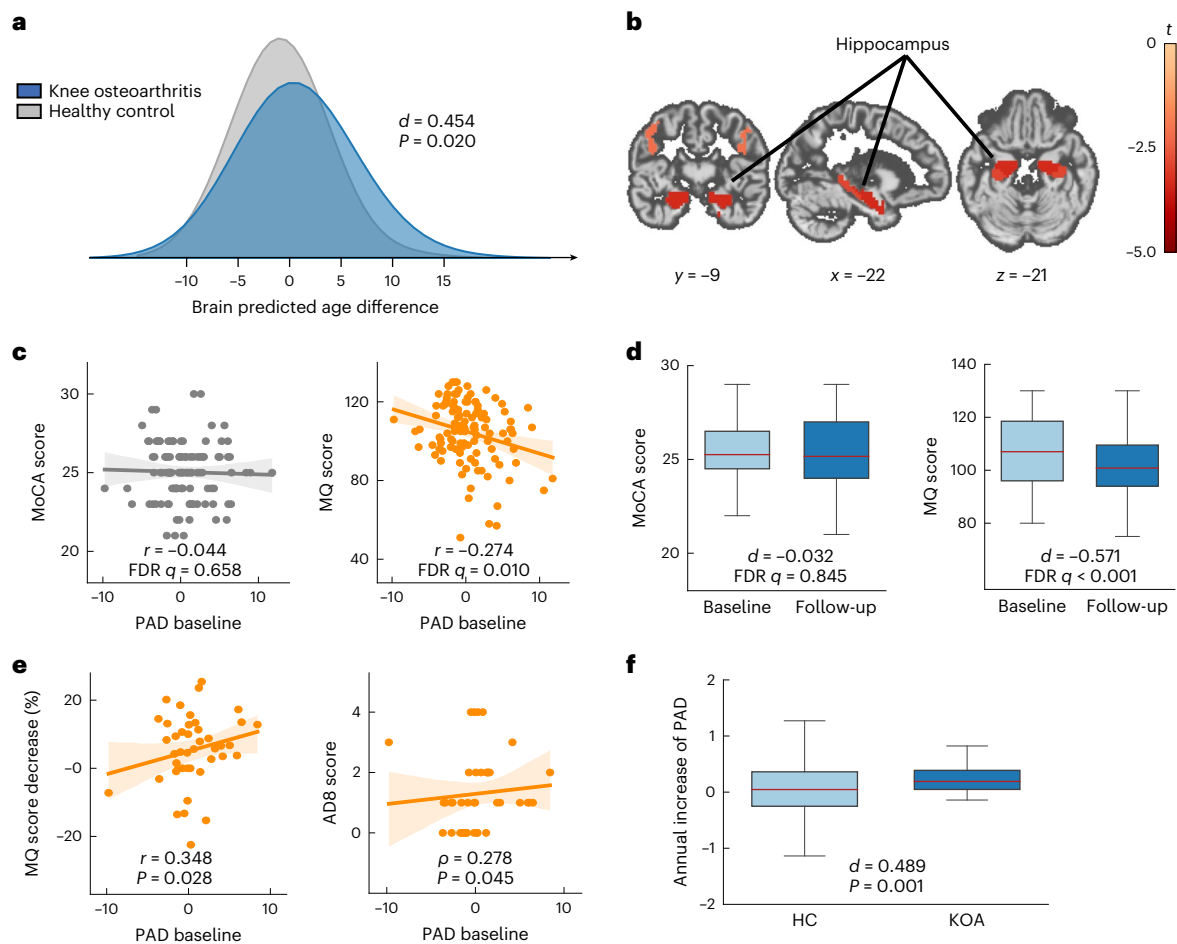 a
Knee osteoarthritis
Healthy control
d = 0.454
P = 0.020
−10
−5
0
5
10
15
Brain predicted age difference
b
Hippocampus
t
0
−2.5
−5.0
y = −9
x = −22
z = −21
c
MoCA score
30
25
20
r = −0.044
FDR q = 0.658
−10
0
10
PAD baseline
MQ score
120
80
40
r = −0.274
FDR q = 0.010
−10
0
10
PAD baseline
d
MoCA score
30
25
20
d = −0.032
FDR q = 0.845
Baseline
Follow-up
MQ score
140
120
100
80
d = −0.571
FDR q < 0.001
Baseline
Follow-up
e
MQ score decrease (%)
20
−0
−20
r = 0.348
P = 0.028
−10
0
10
PAD baseline
AD8 score
4
2
0
ρ = 0.278
P = 0.045
−10
0
10
PAD baseline
f
Annual increase of PAD
2
1
0
−1
−2
d = 0.489
P = 0.001
HC
KOA